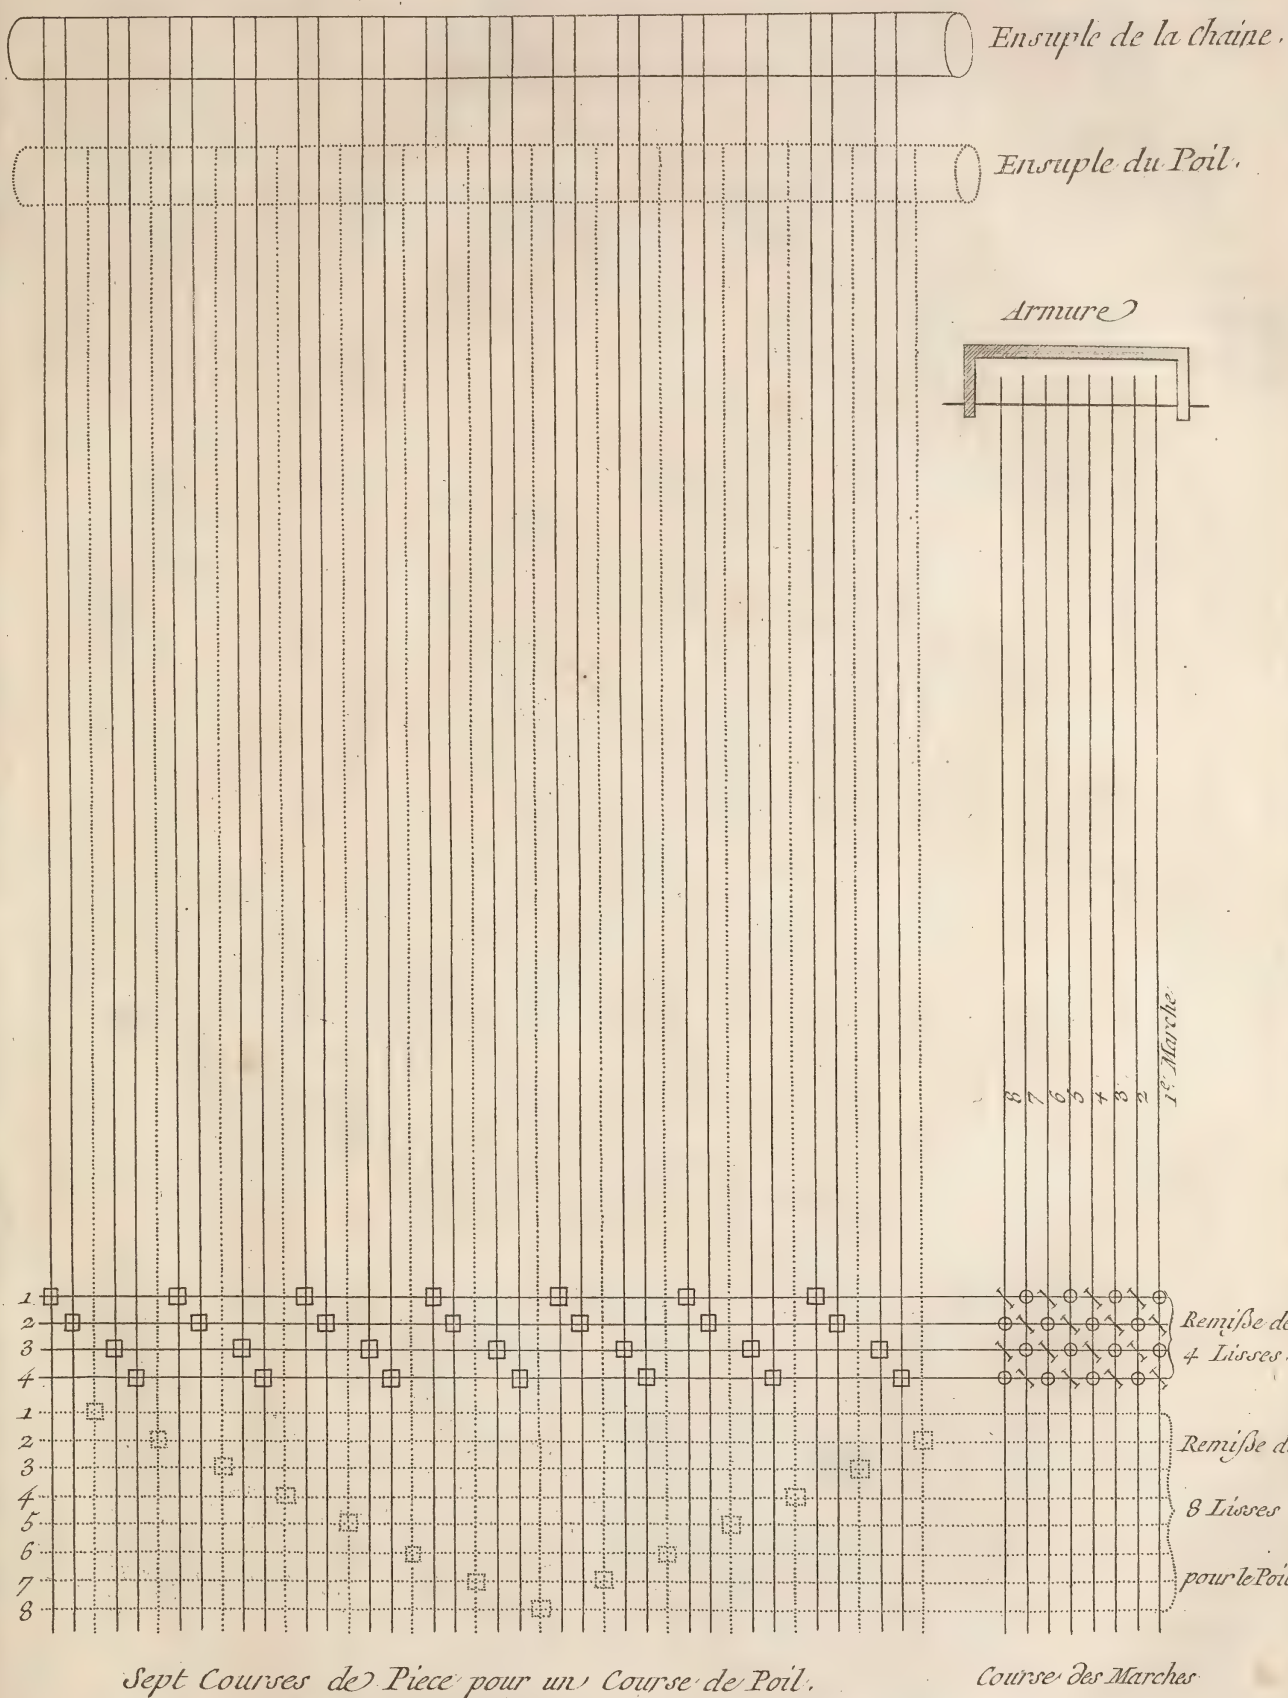 Ensuple de la Chaine.
Ensuple du Poil.
Armure
8 7 6 5 4 3 2 1.e Marche
1
2
3
4
1
2
3
4
5
6
7
8
Remiſse de
4 Lisses.
Remiſse d
8 Lisses
pour le Poil
Sept Courses de Piece pour un Course de Poil.
Course des Marches